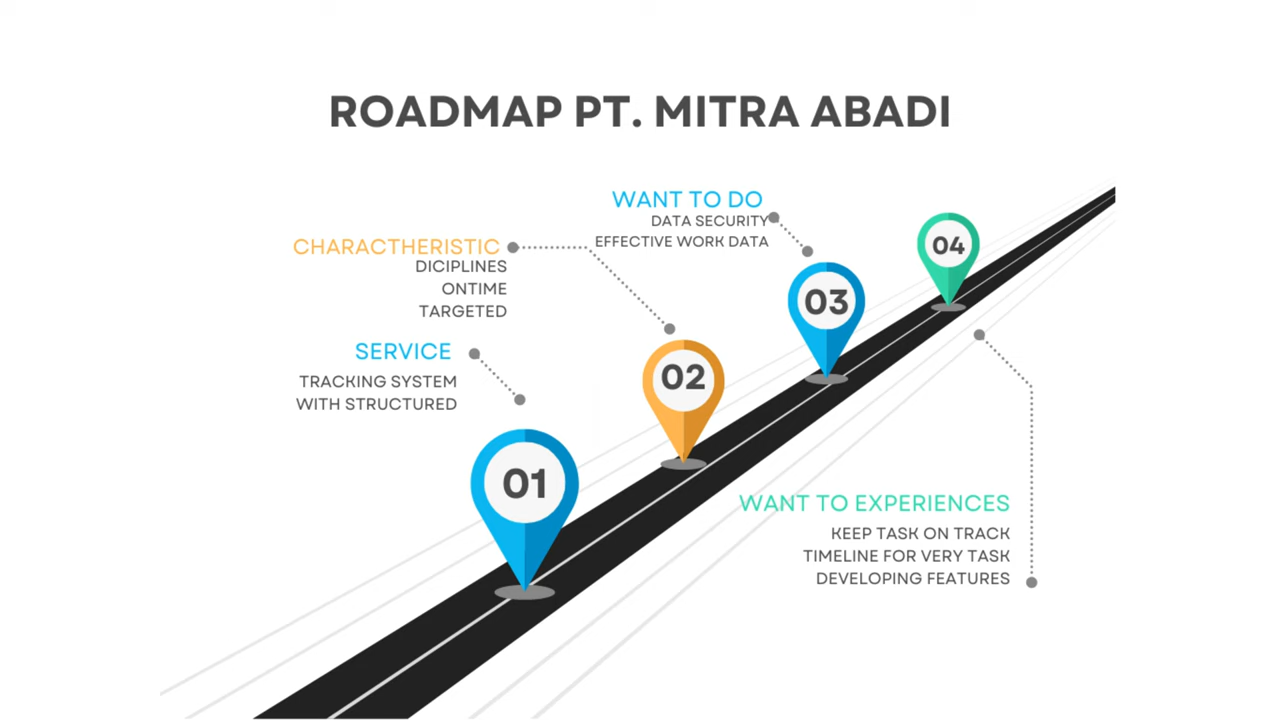 ROADMAP PT. MITRA ABADI
WANT TO DO
DATA SECURITY
EFFECTIVE WORK DATA
CHARACTHERISTIC
DICIPLINES
ONTIME
TARGETED
SERVICE
TRACKING SYSTEM
WITH STRUCTURED
01
02
03
04
WANT TO EXPERIENCES
KEEP TASK ON TRACK
TIMELINE FOR VERY TASK
DEVELOPING FEATURES